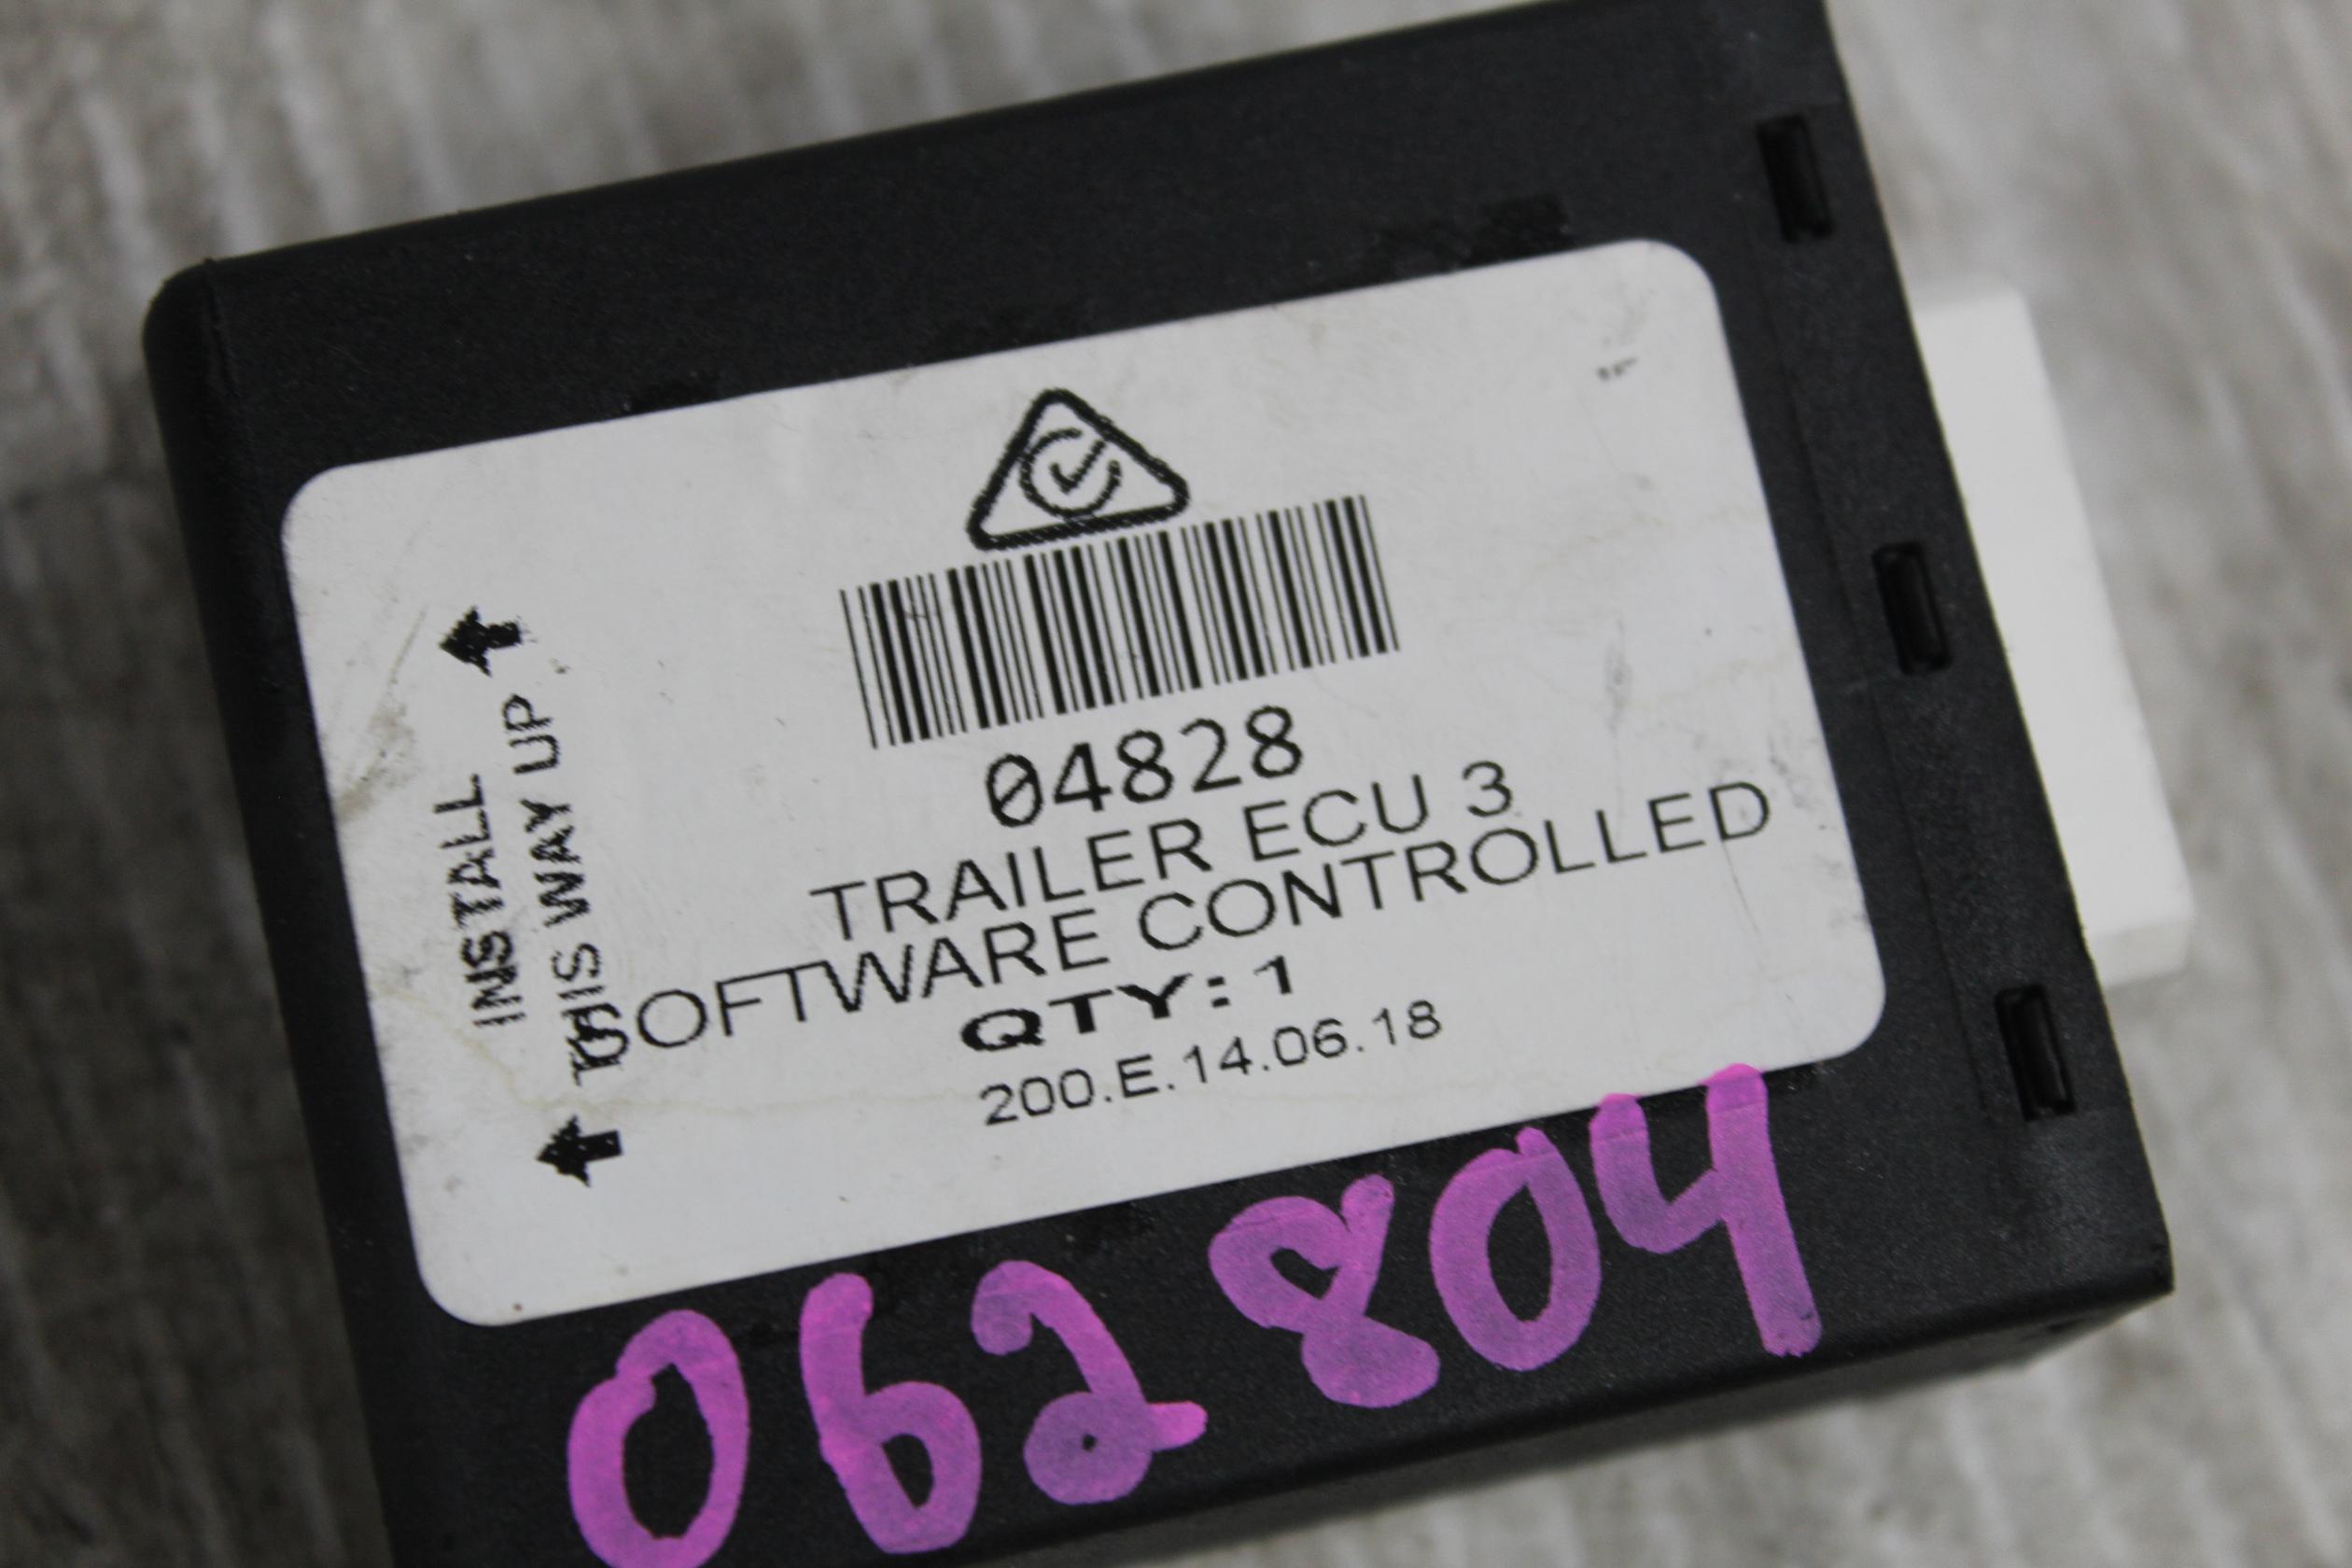 INSTALL
THIS WAY UP
04828
TRAILER ECU 3
SOFTWARE CONTROLLED
QTY: 1
200.E.14.06.18
062804